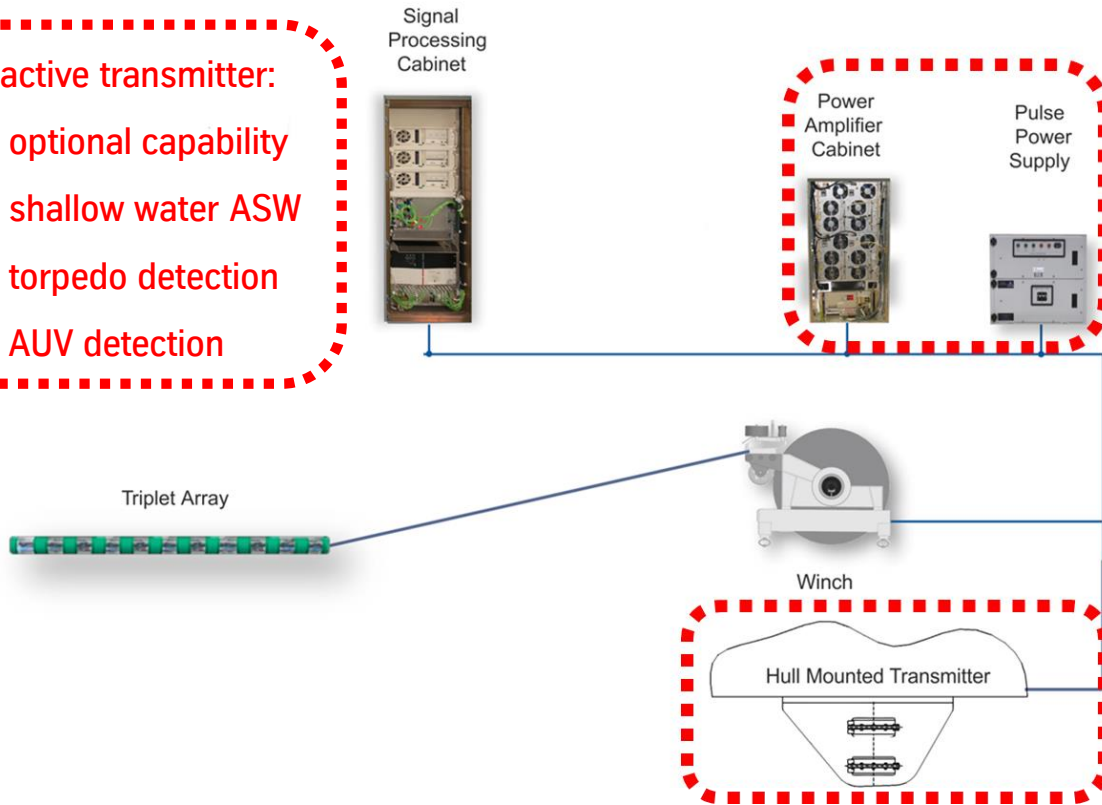 Signal
Processing
Cabinet
active transmitter:
optional capability
shallow water ASW
torpedo detection
AUV detection
Power
Amplifier
Cabinet
Pulse
Power
Supply
Triplet Array
Winch
Hull Mounted Transmitter